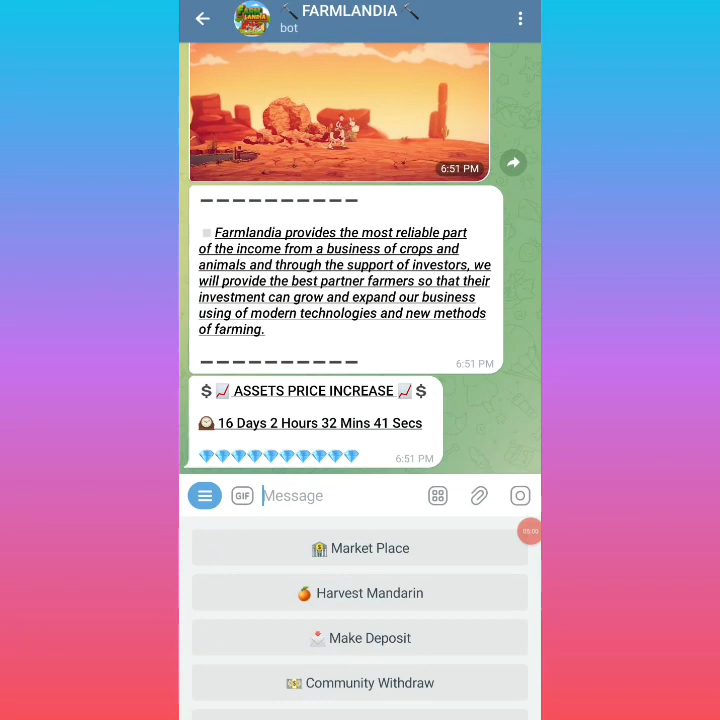 🔨 FARMLANDIA 🔨
bot
6:51 PM
Farmlandia provides the most reliable part
of the income from a business of crops and
animals and through the support of investors, we
will provide the best partner farmers so that their
investment can grow and expand our business
using of modern technologies and new methods
of farming.
6:51 PM
💲📈 ASSETS PRICE INCREASE 📈💲
🕰 16 Days 2 Hours 32 Mins 41 Secs
💎💎💎💎💎💎💎💎💎💎
6:51 PM
GIF Message
05:00
🏦 Market Place
🍊 Harvest Mandarin
📩 Make Deposit
💵 Community Withdraw